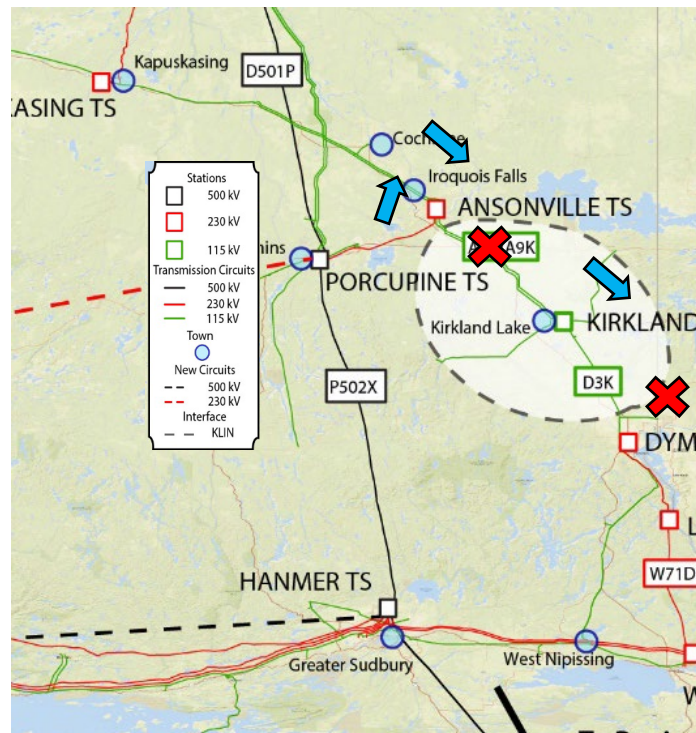 D501P
Kapuskasing
ASING TS
Iroquois Falls
ANSONVILLE TS
A9K
PORCUPINE TS
Kirkland Lake
KIRKLAND
P502X
D3K
DYM
L
W71D
HANMER TS
Greater Sudbury
West Nipissing
W
Stations
500 kV
230 kV
115 kV
Transmission Circuits
500 kV
230 kV
115 kV
Town
New Circuits
500 kV
230 kV
Interface
KLIN